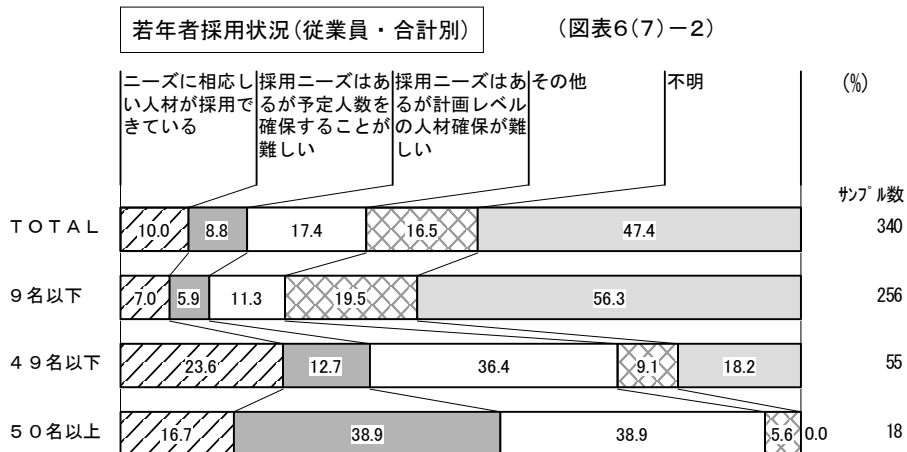 若年者採用状況(従業員・合計別)
(図表6(7)－2)
ニーズに相応し
い人材が採用で
きている
採用ニーズはあ
るが予定人数を
確保することが
難しい
採用ニーズはあ
るが計画レベル
の人材確保が難
しい
その他
不明
(%)
ｻﾝﾌﾟﾙ数
ＴＯＴＡＬ 10.0 8.8 17.4 16.5 47.4 340
９名以下 7.0 5.9 11.3 19.5 56.3 256
４９名以下 23.6 12.7 36.4 9.1 18.2 55
５０名以上 16.7 38.9 38.9 5.6 0.0 18